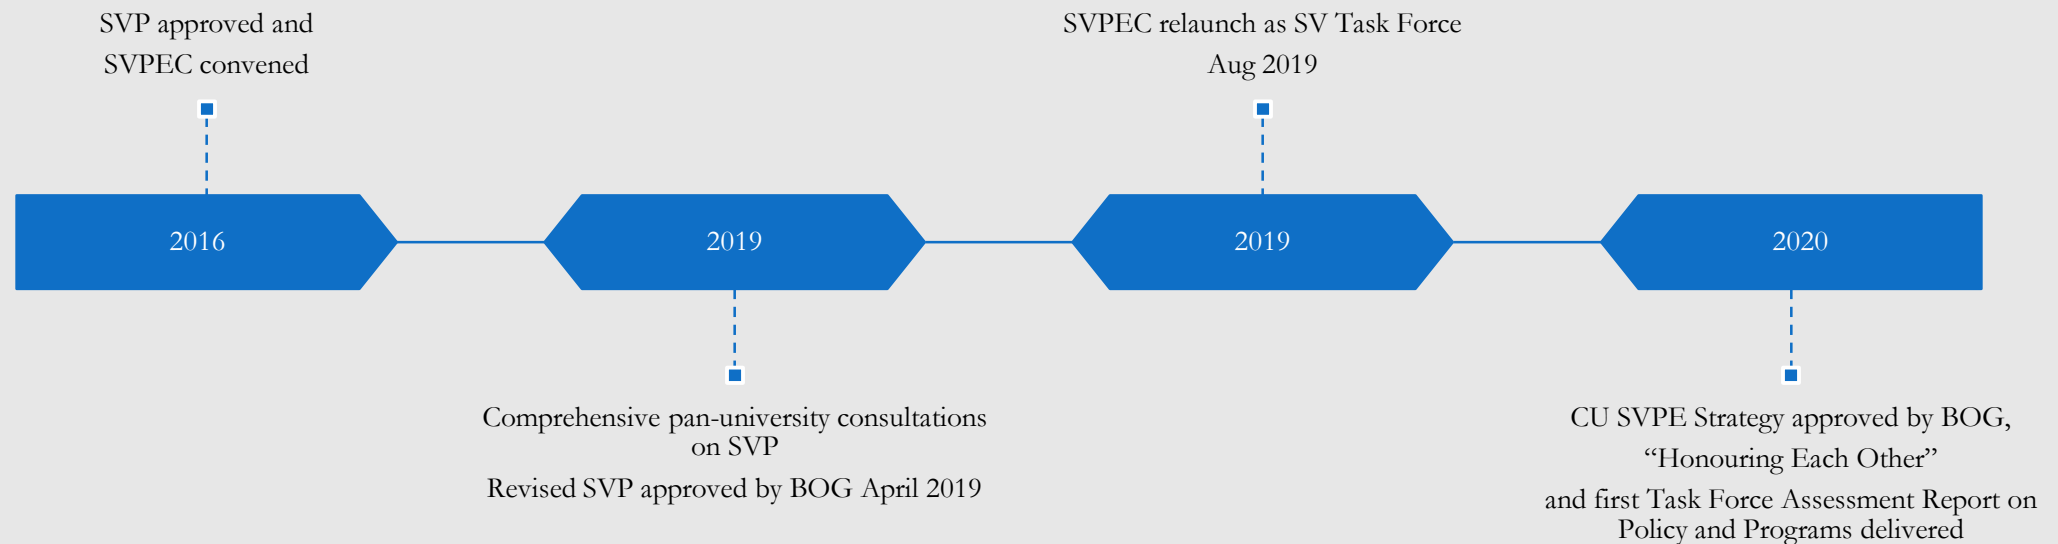 SVP approved and
SVPEC convened
SVPEC relaunch as SV Task Force
Aug 2019
2016
2019
2019
2020
Comprehensive pan-university consultations
on SVP
Revised SVP approved by BOG April 2019
CU SVPE Strategy approved by BOG,
“Honouring Each Other”
and first Task Force Assessment Report on
Policy and Programs delivered